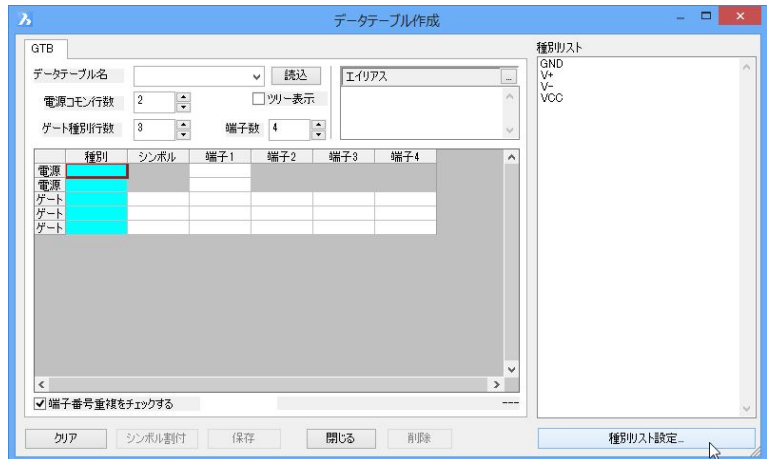 データテーブル作成
GTB
データテーブル名 読込
電源コモン行数 2 ツリー表示
ゲート種別行数 3 端子数 4
エイリアス ...
種別 シンボル 端子1 端子2 端子3 端子4
電源
電源
ゲート
ゲート
ゲート
端子番号重複をチェックする ---
クリア シンボル割付 保存 閉じる 削除
種別リスト
GND
V+
V-
VCC
種別リスト設定...